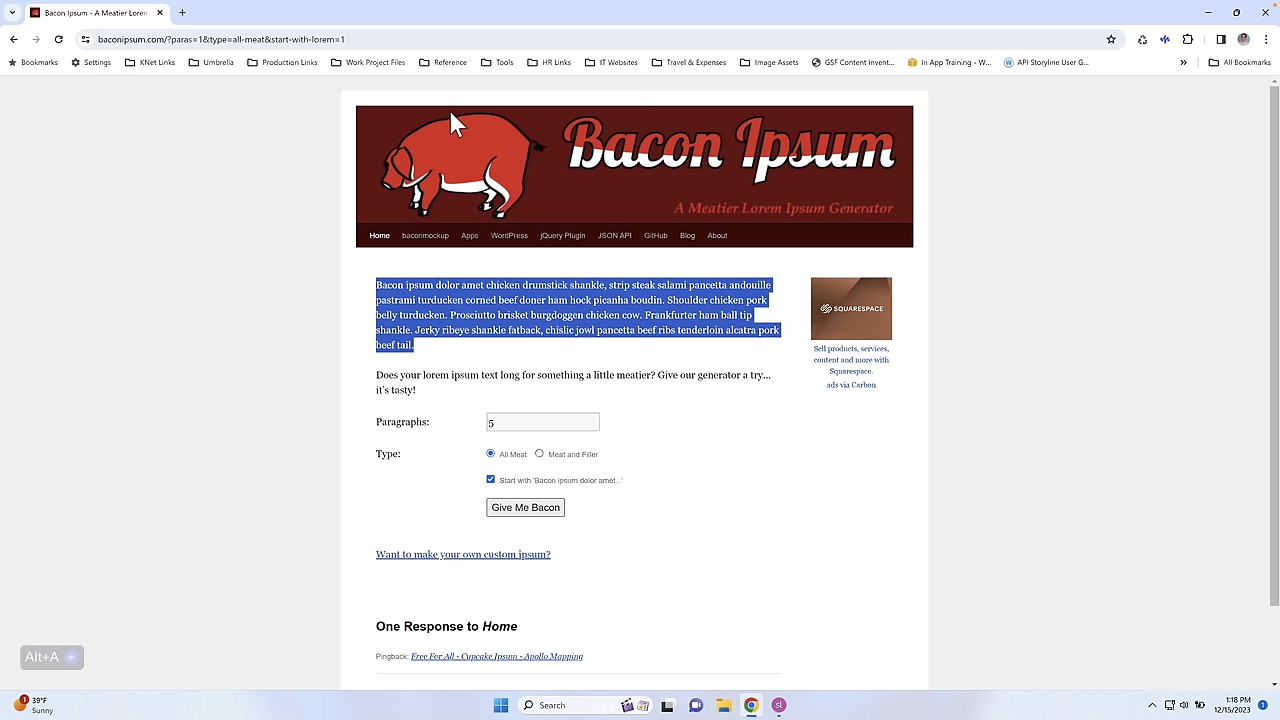 Bacon Ipsum - A Meatier Lorem
baconipsum.com/?paras=1&type=all-meat&start-with-lorem=1
Bookmarks Settings KNet Links Umbrella Production Links Work Project Files Reference Tools HR Links IT Websites Travel & Expenses Image Assets GSF Content Invent... In App Training - W... API Storyline User G... » All Bookmarks
Bacon Ipsum
A Meatier Lorem Ipsum Generator
Home baconmockup Apps WordPress jQuery Plugin JSON API GitHub Blog About
Bacon ipsum dolor amet chicken drumstick shankle, strip steak salami pancetta andouille
pastrami turducken corned beef doner ham hock picanha boudin. Shoulder chicken pork
belly turducken. Prosciutto brisket burgdoggen chicken cow. Frankfurter ham ball tip
shankle. Jerky ribeye shankle fatback, chislic jowl pancetta beef ribs tenderloin alcatra pork
beef tail.
SQUARESPACE
Sell products, services,
content and more with
Squarespace.
ads via Carbon
Does your lorem ipsum text long for something a little meatier? Give our generator a try...
it's tasty!
Paragraphs: 5
Type: All Meat Meat and Filler
Start with 'Bacon ipsum dolor amet...'
Give Me Bacon
Want to make your own custom ipsum?
One Response to Home
Pingback: Free For All - Cupcake Ipsum - Apollo Mapping
Alt+A
1
39°F
Sunny
Search
sl
1:18 PM
12/15/2023
1